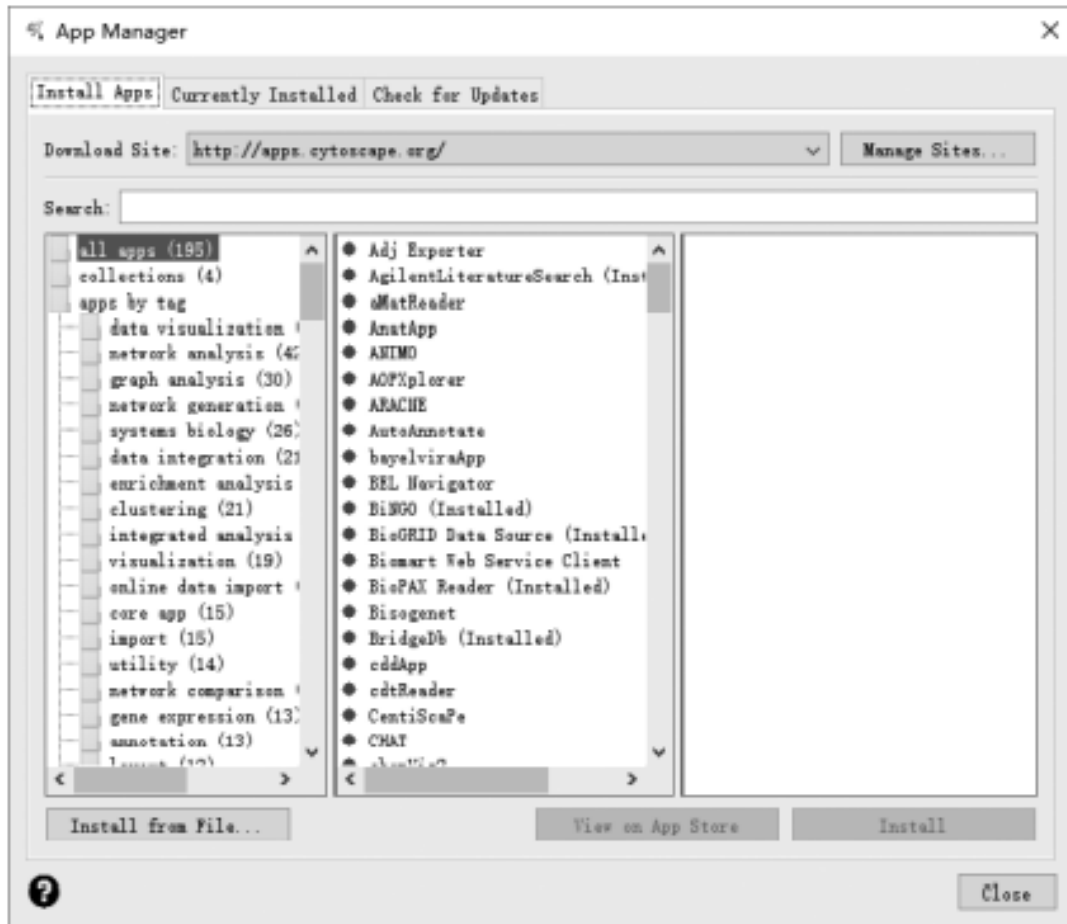 App Manager
Install Apps
Currently Installed
Check for Updates
Download Site:
http://apps.cytoscape.org/
Manage Sites...
Search:
all apps (195)
collections (4)
apps by tag
data visualization
network analysis (42
graph analysis (30)
network generation
systems biology (26)
data integration (21
enrichment analysis
clustering (21)
integrated analysis
visualization (19)
online data import
core app (15)
import (15)
utility (14)
network comparison
gene expression (13)
annotation (13)
layout (12)
Adj Exporter
AgilentLiteratureSearch (Inst
aMatReader
AnatApp
ANIMO
AOPXplorer
ARACNE
AutoAnnotate
bayelviraApp
BEL Navigator
BiNGO (Installed)
BioGRID Data Source (Installe
Biomart Web Service Client
BioPAX Reader (Installed)
Bisogenet
BridgeDb (Installed)
cddApp
cdtReader
CentiScaPe
CHAT
Install from File...
View on App Store
Install
Close